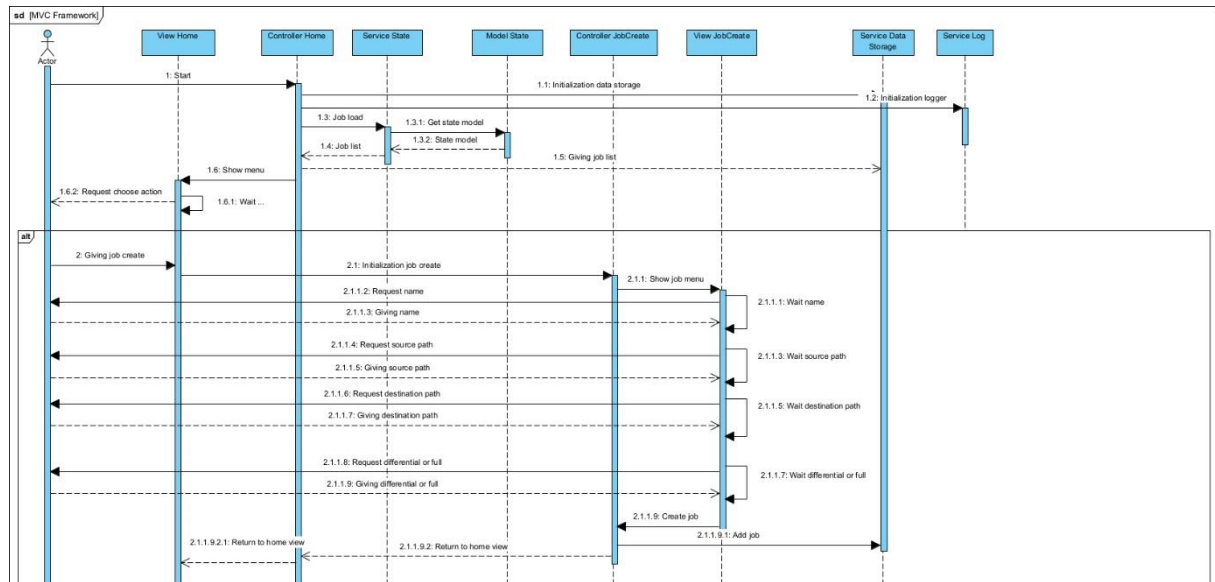 sd [MVC Framework]
Actor
View Home
Controller Home
Service State
Model State
Controller JobCreate
View JobCreate
Service Data
Storage
Service Log
1: Start
1.1: Initialization data storage
1.2: Initialization logger
1.3: Job load
1.3.1: Get state model
1.3.2: State model
1.4: Job list
1.5: Giving job list
1.6: Show menu
1.6.2: Request choose action
1.6.1: Wait ...
alt
2: Giving job create
2.1: Initialization job create
2.1.1: Show job menu
2.1.1.2: Request name
2.1.1.1: Wait name
2.1.1.3: Giving name
2.1.1.4: Request source path
2.1.1.3: Wait source path
2.1.1.5: Giving source path
2.1.1.6: Request destination path
2.1.1.5: Wait destination path
2.1.1.7: Giving destination path
2.1.1.8: Request differential or full
2.1.1.7: Wait differential or full
2.1.1.9: Giving differential or full
2.1.1.9: Create job
2.1.1.9.1: Add job
2.1.1.9.2.1: Return to home view
2.1.1.9.2: Return to home view